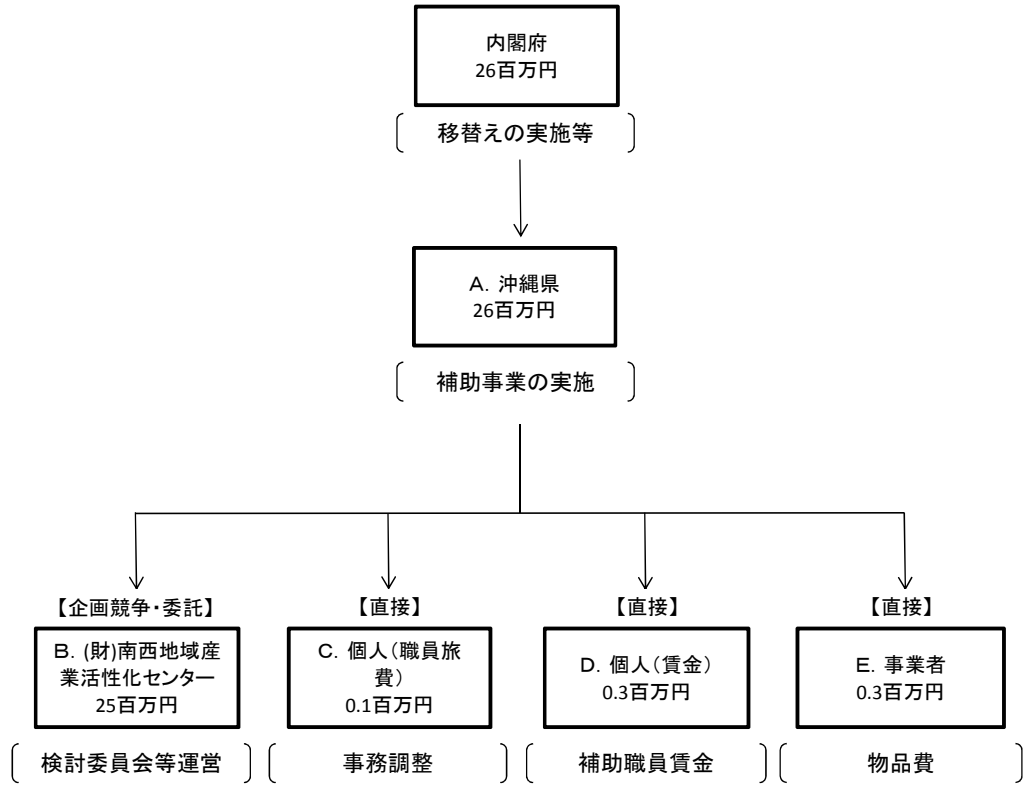 内閣府
26百万円
移替えの実施等
A. 沖縄県
26百万円
補助事業の実施
【企画競争・委託】
B. (財)南西地域産
業活性化センター
25百万円
検討委員会等運営
【直接】
C. 個人(職員旅
費)
0.1百万円
事務調整
【直接】
D. 個人(賃金)
0.3百万円
補助職員賃金
【直接】
E. 事業者
0.3百万円
物品費